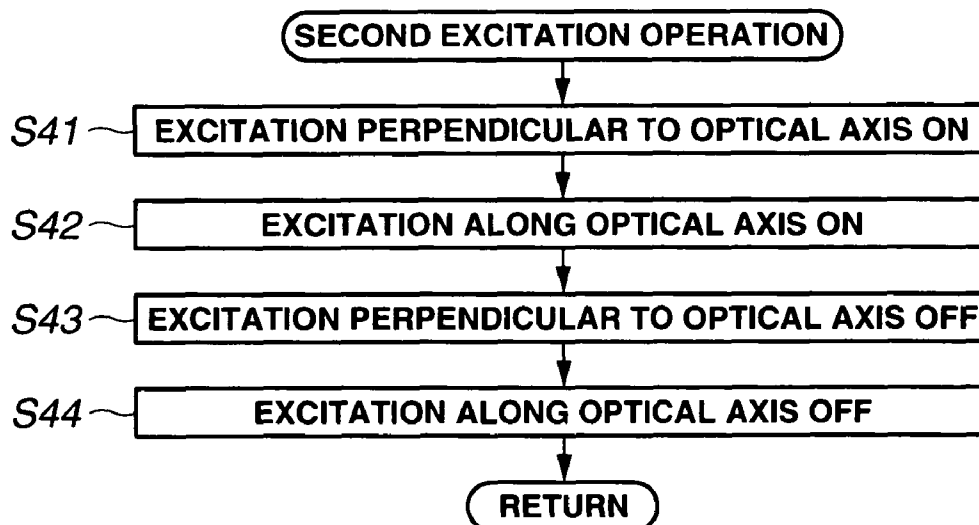 SECOND EXCITATION OPERATION
S41 EXCITATION PERPENDICULAR TO OPTICAL AXIS ON
S42 EXCITATION ALONG OPTICAL AXIS ON
S43 EXCITATION PERPENDICULAR TO OPTICAL AXIS OFF
S44 EXCITATION ALONG OPTICAL AXIS OFF
RETURN